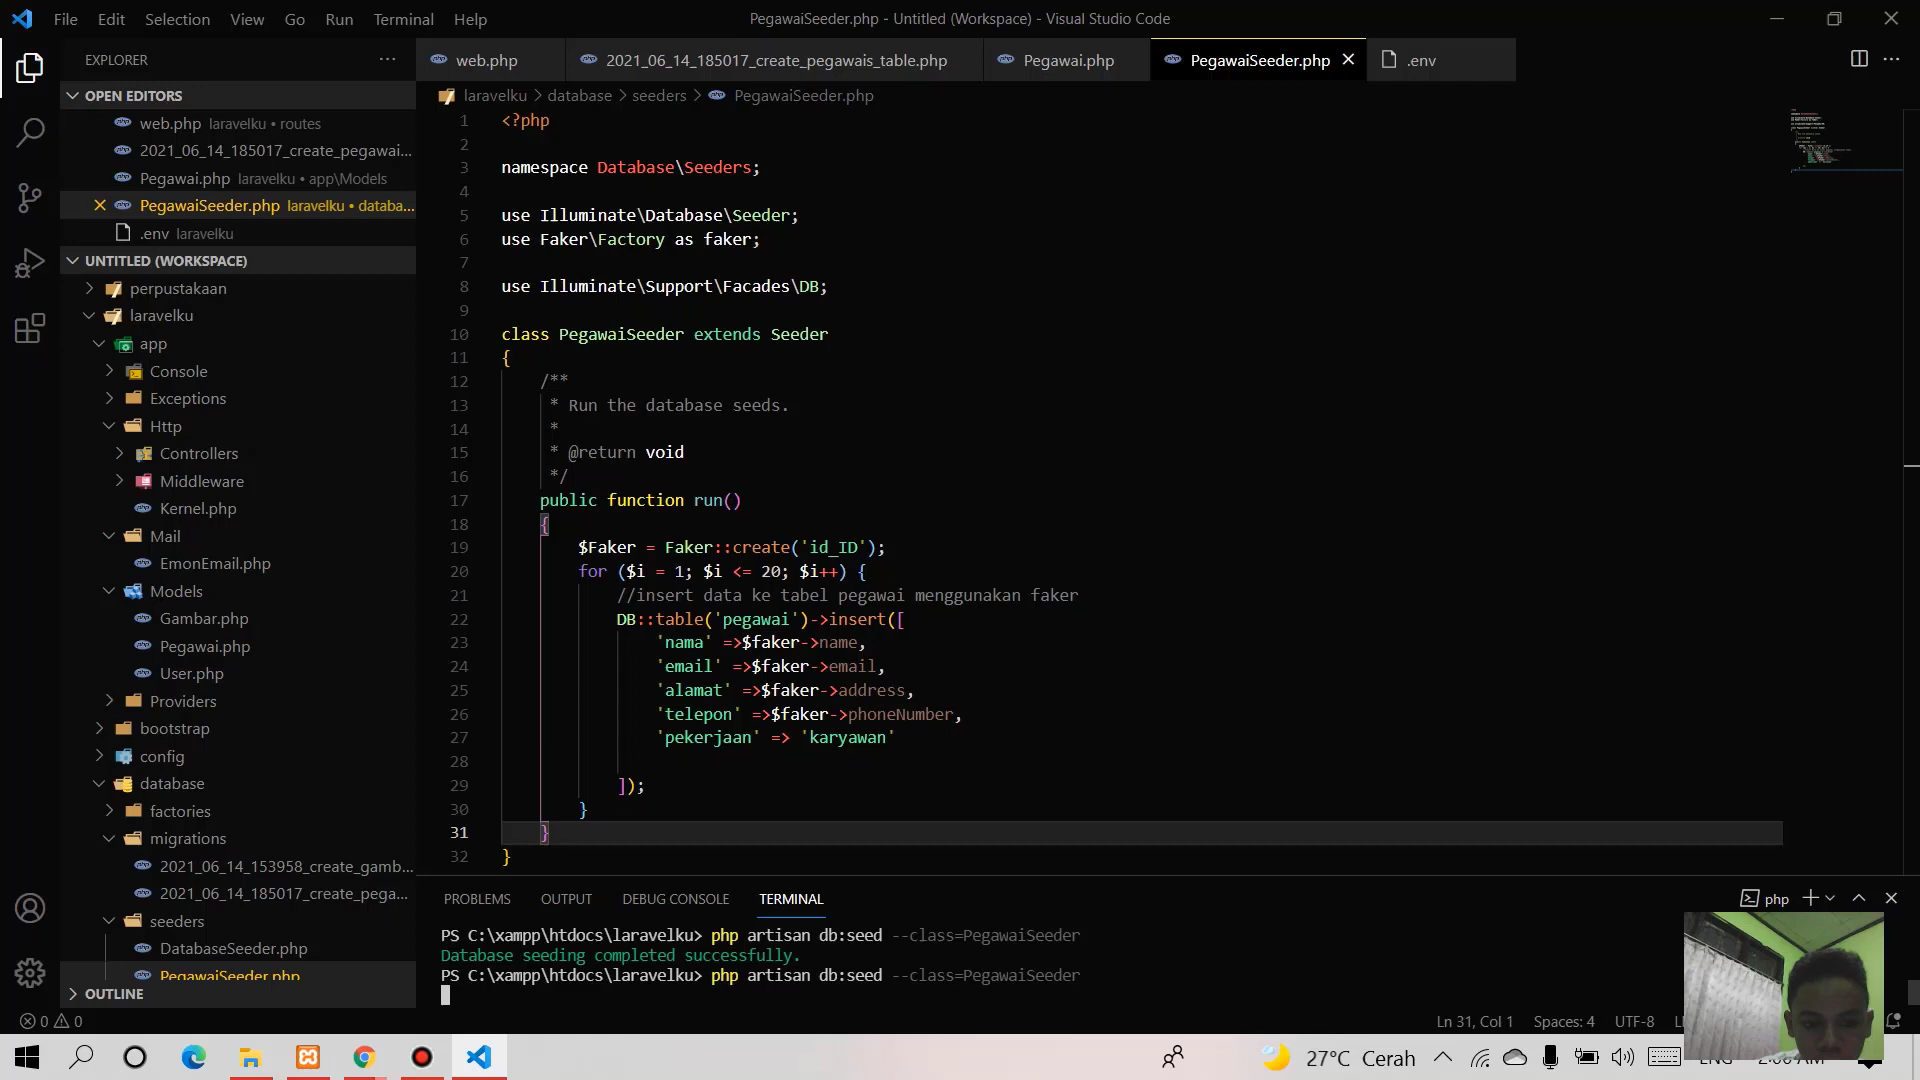 File Edit Selection View Go Run Terminal Help
PegawaiSeeder.php - Untitled (Workspace) - Visual Studio Code
EXPLORER
OPEN EDITORS
web.php laravelku • routes
2021_06_14_185017_create_pegawai...
Pegawai.php laravelku • app\Models
PegawaiSeeder.php laravelku • databa...
.env laravelku
UNTITLED (WORKSPACE)
perpustakaan
laravelku
app
Console
Exceptions
Http
Controllers
Middleware
Kernel.php
Mail
EmonEmail.php
Models
Gambar.php
Pegawai.php
User.php
Providers
bootstrap
config
database
factories
migrations
2021_06_14_153958_create_gamb...
2021_06_14_185017_create_pega...
seeders
DatabaseSeeder.php
PegawaiSeeder.php
OUTLINE
web.php 2021_06_14_185017_create_pegawais_table.php Pegawai.php PegawaiSeeder.php .env
laravelku > database > seeders > PegawaiSeeder.php
1 <?php
2
3 namespace Database\Seeders;
4
5 use Illuminate\Database\Seeder;
6 use Faker\Factory as faker;
7
8 use Illuminate\Support\Facades\DB;
9
10 class PegawaiSeeder extends Seeder
11 {
12 /**
13 * Run the database seeds.
14 *
15 * @return void
16 */
17 public function run()
18 {
19 $Faker = Faker::create('id_ID');
20 for ($i = 1; $i <= 20; $i++) {
21 //insert data ke tabel pegawai menggunakan faker
22 DB::table('pegawai')->insert([
23 'nama' =>$faker->name,
24 'email' =>$faker->email,
25 'alamat' =>$faker->address,
26 'telepon' =>$faker->phoneNumber,
27 'pekerjaan' => 'karyawan'
28
29 ]);
30 }
31 }
32 }
PROBLEMS OUTPUT DEBUG CONSOLE TERMINAL
php
PS C:\xampp\htdocs\laravelku> php artisan db:seed --class=PegawaiSeeder
Database seeding completed successfully.
PS C:\xampp\htdocs\laravelku> php artisan db:seed --class=PegawaiSeeder
0 0
Ln 31, Col 1 Spaces: 4 UTF-8
27°C Cerah